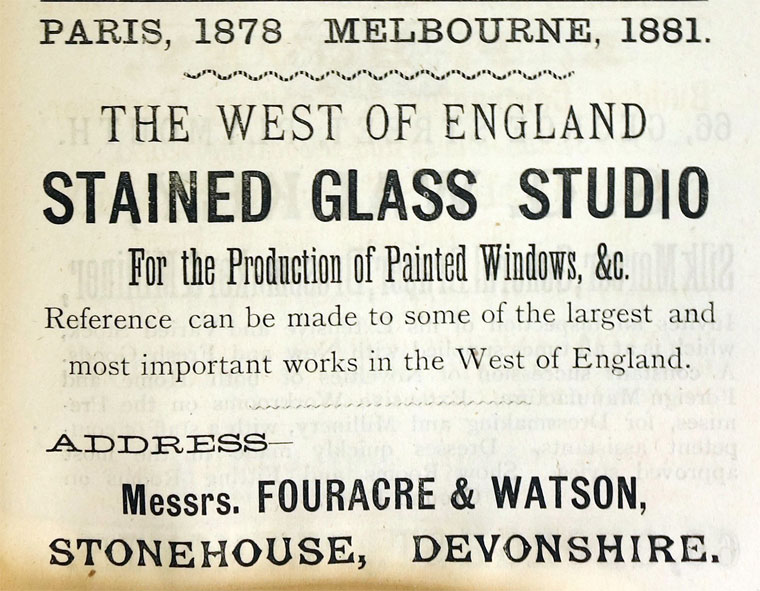 PARIS, 1878 MELBOURNE, 1881.
THE WEST OF ENGLAND
STAINED GLASS STUDIO
For the Production of Painted Windows, &c.
Reference can be made to some of the largest and
most important works in the West of England.
ADDRESS—
Messrs. FOURACRE & WATSON,
STONEHOUSE, DEVONSHIRE.